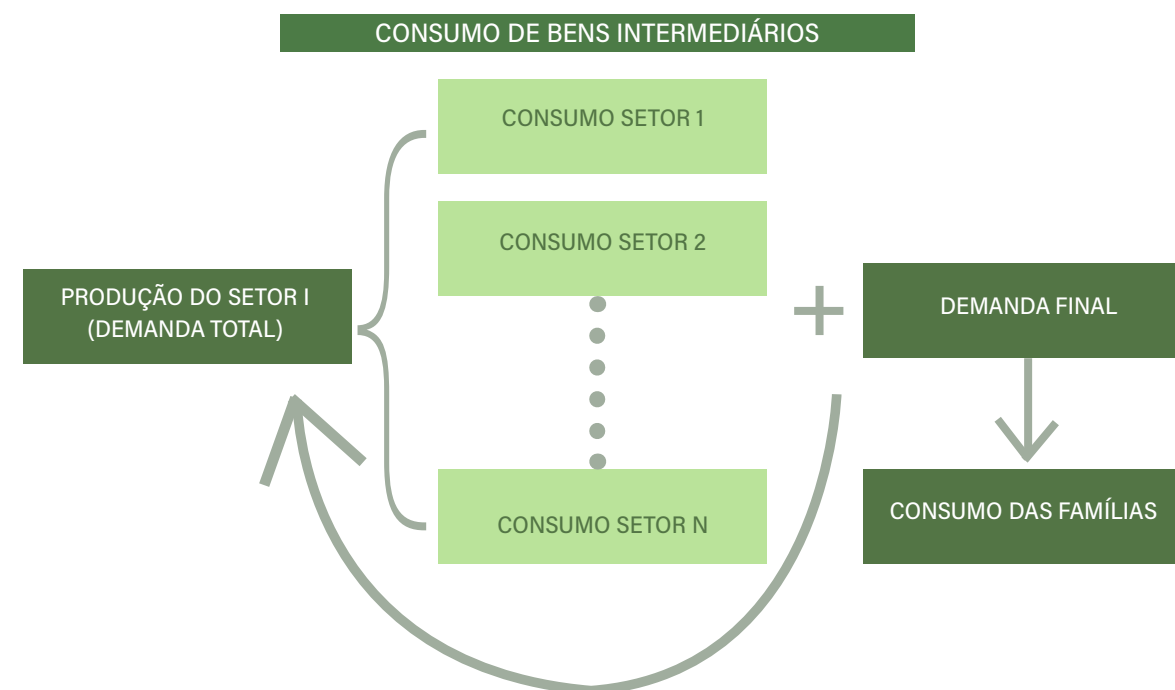 CONSUMO DE BENS INTERMEDIÁRIOS
CONSUMO SETOR 1
CONSUMO SETOR 2
PRODUÇÃO DO SETOR I
(DEMANDA TOTAL)
DEMANDA FINAL
CONSUMO SETOR N
CONSUMO DAS FAMÍLIAS